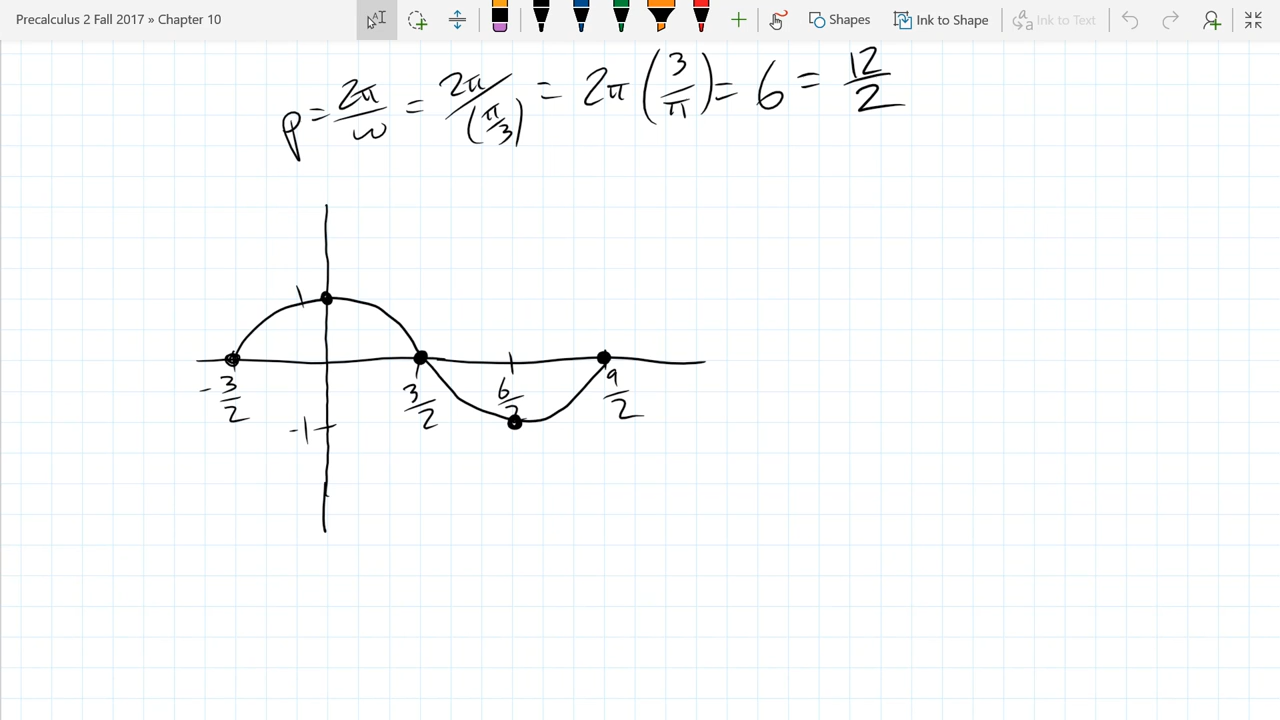 Precalculus 2 Fall 2017 » Chapter 10
Shapes
Ink to Shape
Ink to Text
p = 2π/ω = 2π/(π/3) = 2π(3/π) = 6 = 12/2
1
-3/2
3/2
6/2
9/2
-1